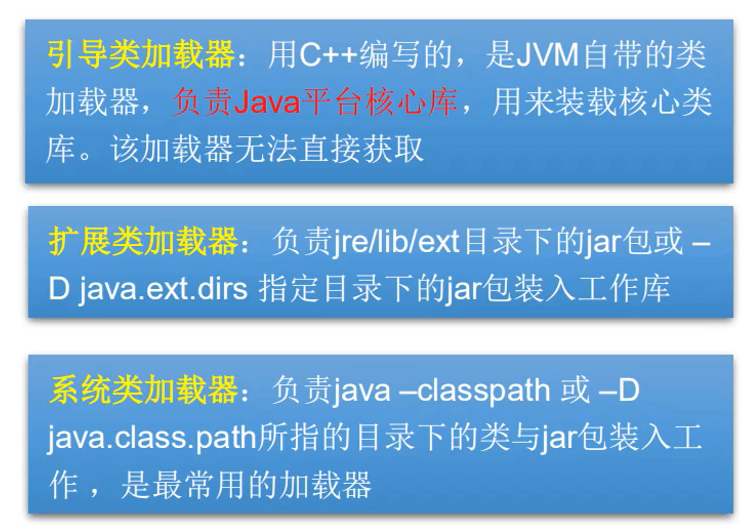 引导类加载器：用C++编写的，是JVM自带的类
加载器，负责Java平台核心库，用来装载核心类
库。该加载器无法直接获取
扩展类加载器：负责jre/lib/ext目录下的jar包或 –
D java.ext.dirs 指定目录下的jar包装入工作库
系统类加载器：负责java –classpath 或 –D
java.class.path所指的目录下的类与jar包装入工
作 ，是最常用的加载器